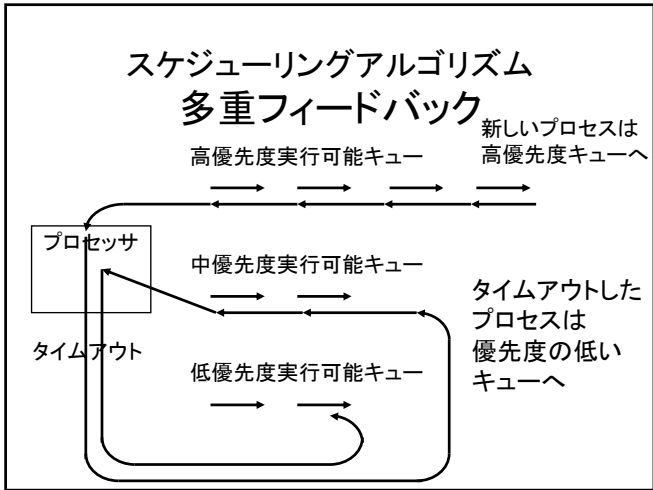 スケジューリングアルゴリズム
多重フィードバック
新しいプロセスは
高優先度キューへ
高優先度実行可能キュー
プロセッサ
中優先度実行可能キュー
タイムアウトした
プロセスは
優先度の低い
キューへ
タイムアウト
低優先度実行可能キュー